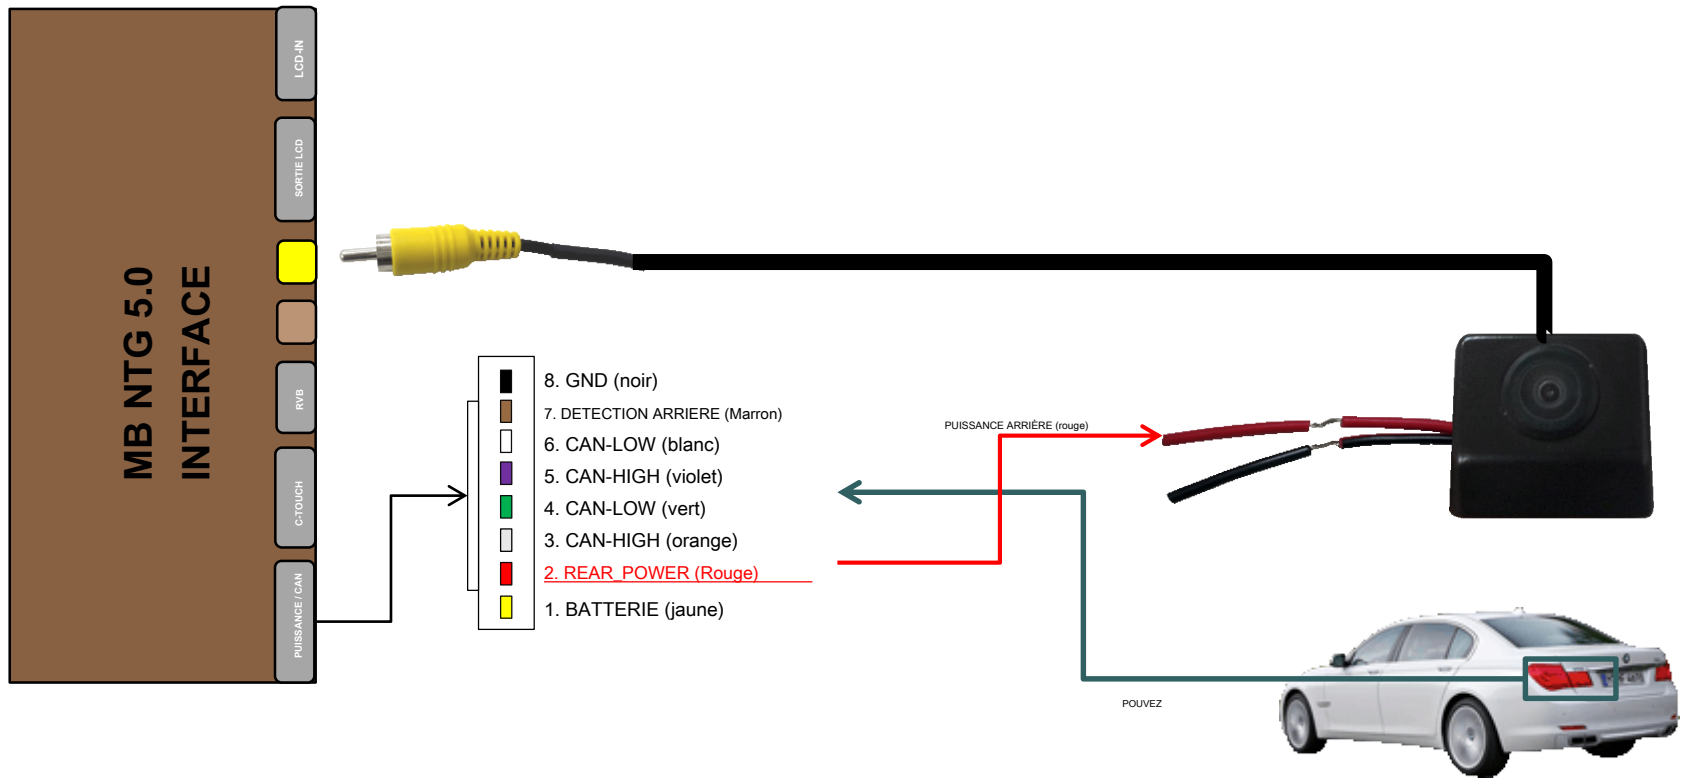 LCD-IN
SORTIE LCD
MB NTG 5.0
INTERFACE
RVB
C-TOUCH
PUISSANCE / CAN
8. GND (noir)
7. DETECTION ARRIERE (Marron)
6. CAN-LOW (blanc)
5. CAN-HIGH (violet)
4. CAN-LOW (vert)
3. CAN-HIGH (orange)
2. REAR_POWER (Rouge)
1. BATTERIE (jaune)
PUISSANCE ARRIÈRE (rouge)
POUVEZ